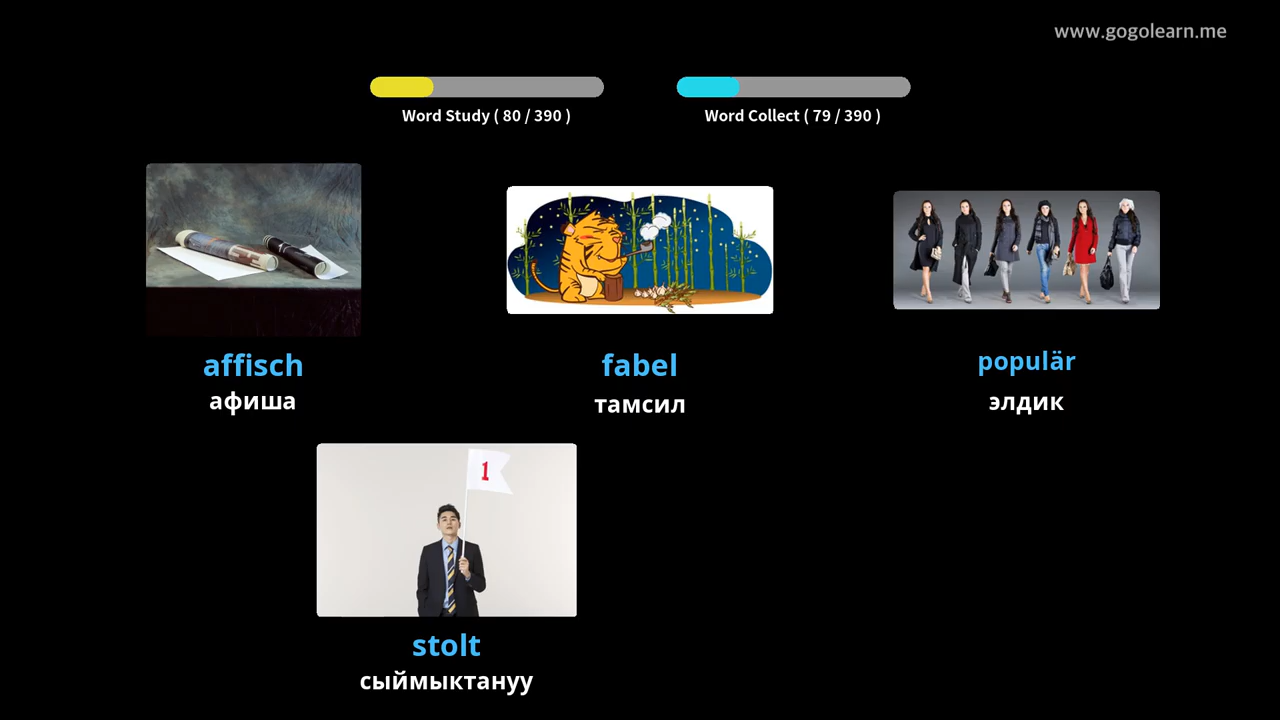 www.gogolearn.me
Word Study ( 80 / 390 )
Word Collect ( 79 / 390 )
affisch
афиша
fabel
тамсил
populär
элдик
1
stolt
сыймыктануу